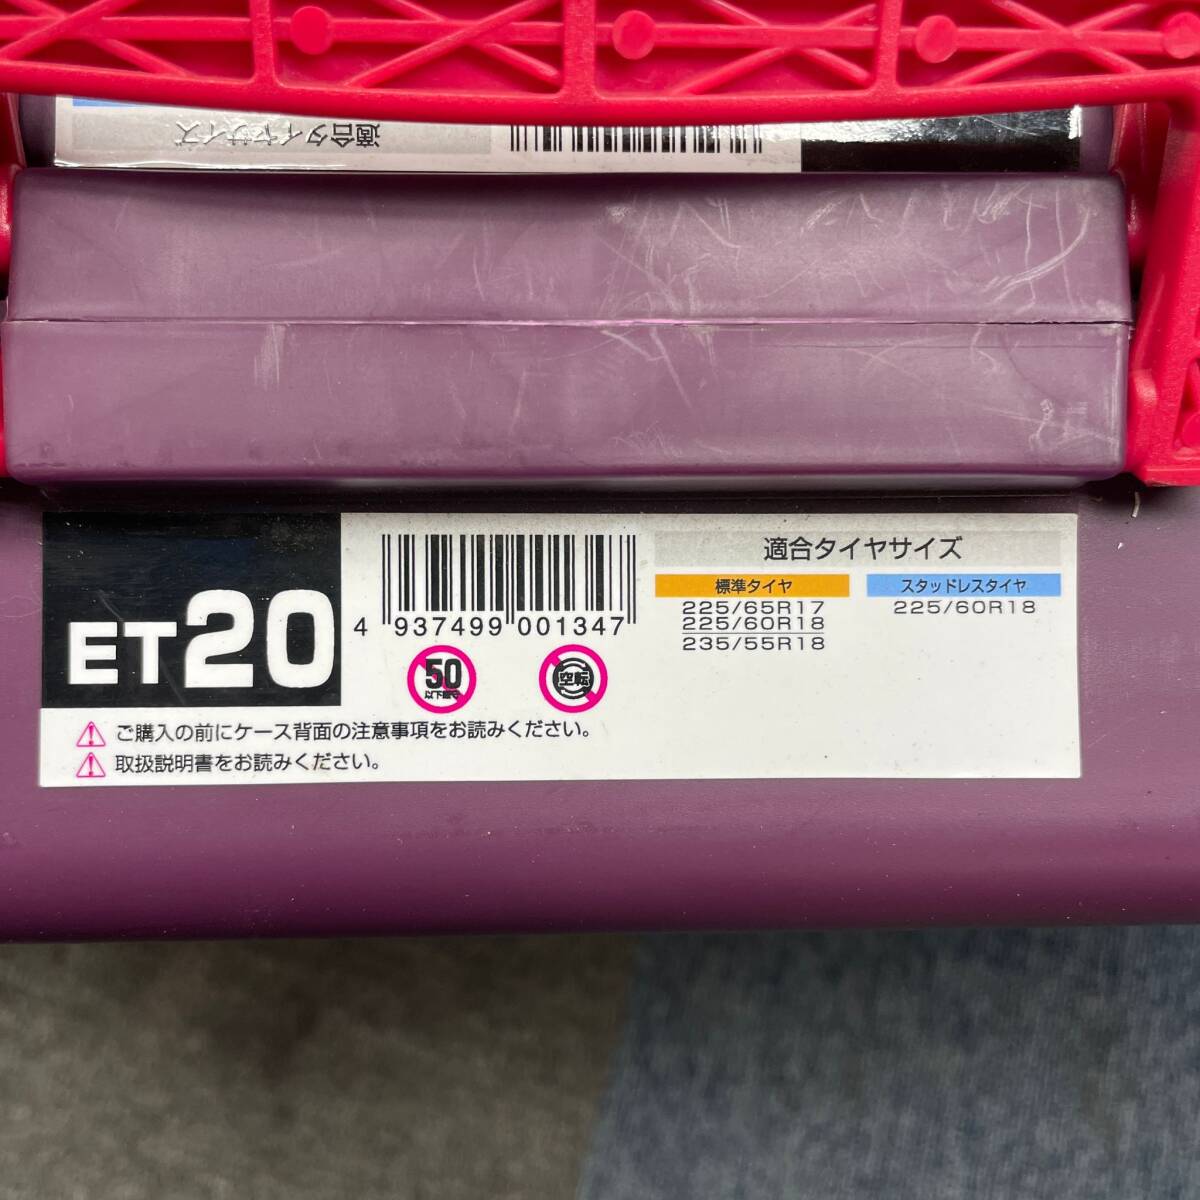 適合タイヤサイズ
ET20
4 937499 001347
50
以下厳守
空転
適合タイヤサイズ
標準タイヤ
225/65R17
225/60R18
235/55R18
スタッドレスタイヤ
225/60R18
ご購入の前にケース背面の注意事項をお読みください。
取扱説明書をお読みください。